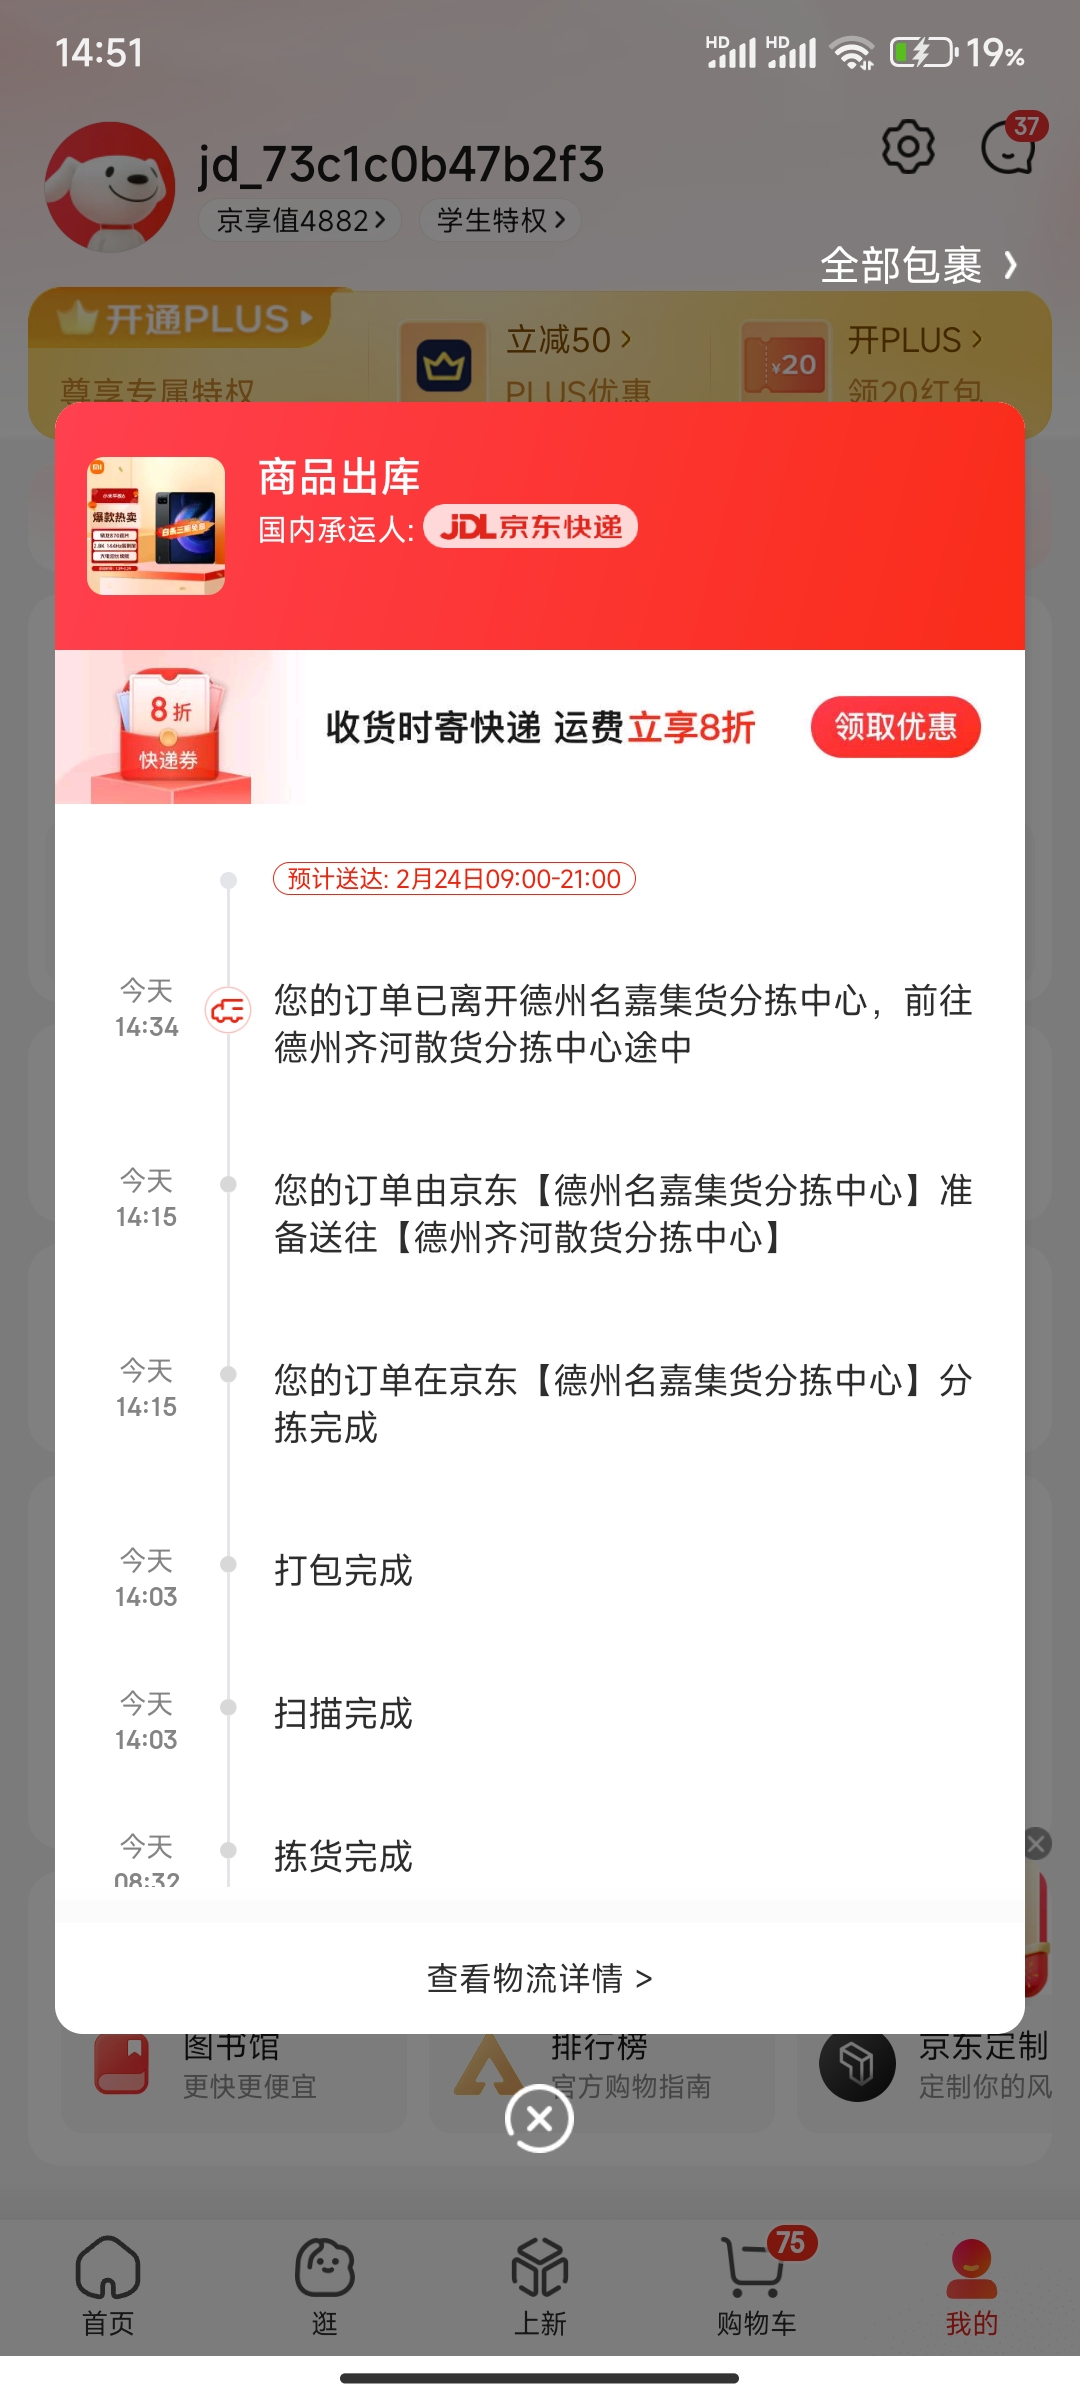 14:51
HD HD 19%
37
jd_73c1c0b47b2f3
京享值4882 >
学生特权 >
全部包裹 >
开通PLUS
立减50 >
开PLUS >
¥20
尊享专属特权
PLUS优惠
领20红包
商品出库
国内承运人: JDL京东快递
爆款热卖
8折
快递券
收货时寄快递 运费立享8折
领取优惠
预计送达: 2月24日09:00-21:00
今天
14:34
您的订单已离开德州名嘉集货分拣中心，前往
德州齐河散货分拣中心途中
今天
14:15
您的订单由京东【德州名嘉集货分拣中心】准
备送往【德州齐河散货分拣中心】
今天
14:15
您的订单在京东【德州名嘉集货分拣中心】分
拣完成
今天
14:03
打包完成
今天
14:03
扫描完成
今天
08:32
拣货完成
查看物流详情 >
图书馆
更快更便宜
排行榜
官方购物指南
京东定制
定制你的风
首页
逛
上新
75
购物车
我的